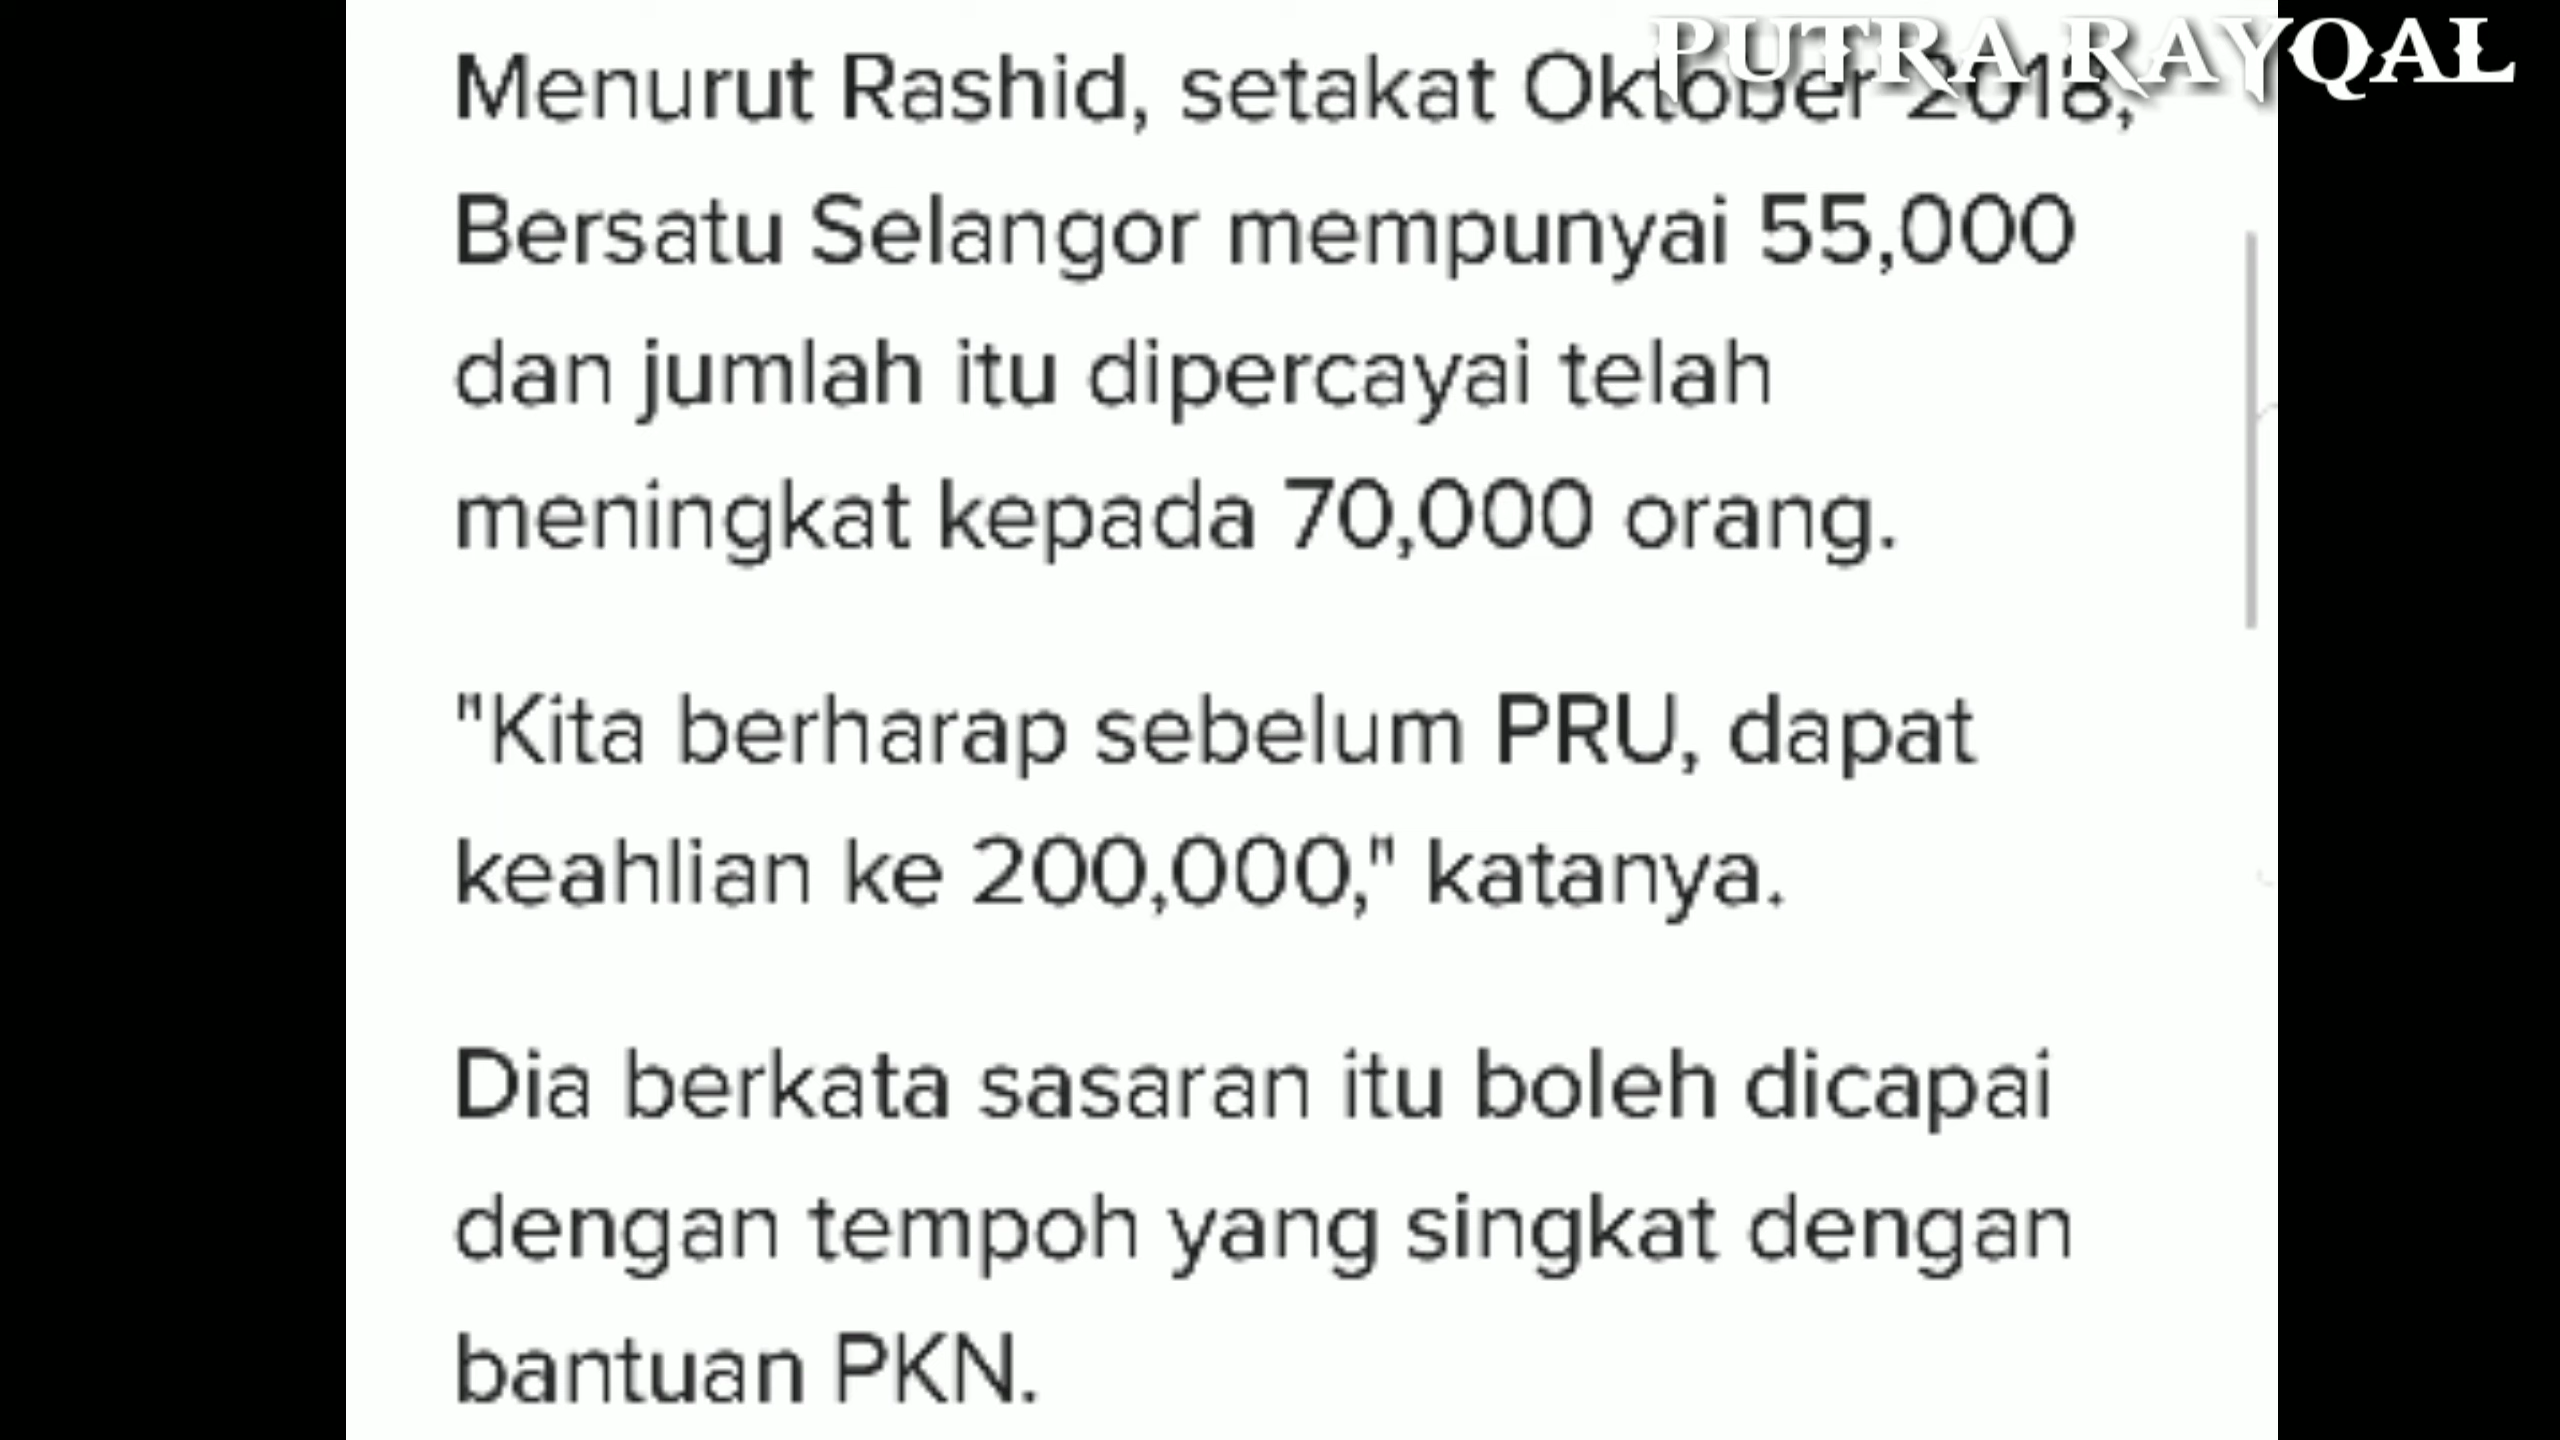 PUTRA RAYQAL
Menurut Rashid, setakat Oktober 2018,
Bersatu Selangor mempunyai 55,000
dan jumlah itu dipercayai telah
meningkat kepada 70,000 orang.
"Kita berharap sebelum PRU, dapat
keahlian ke 200,000," katanya.
Dia berkata sasaran itu boleh dicapai
dengan tempoh yang singkat dengan
bantuan PKN.